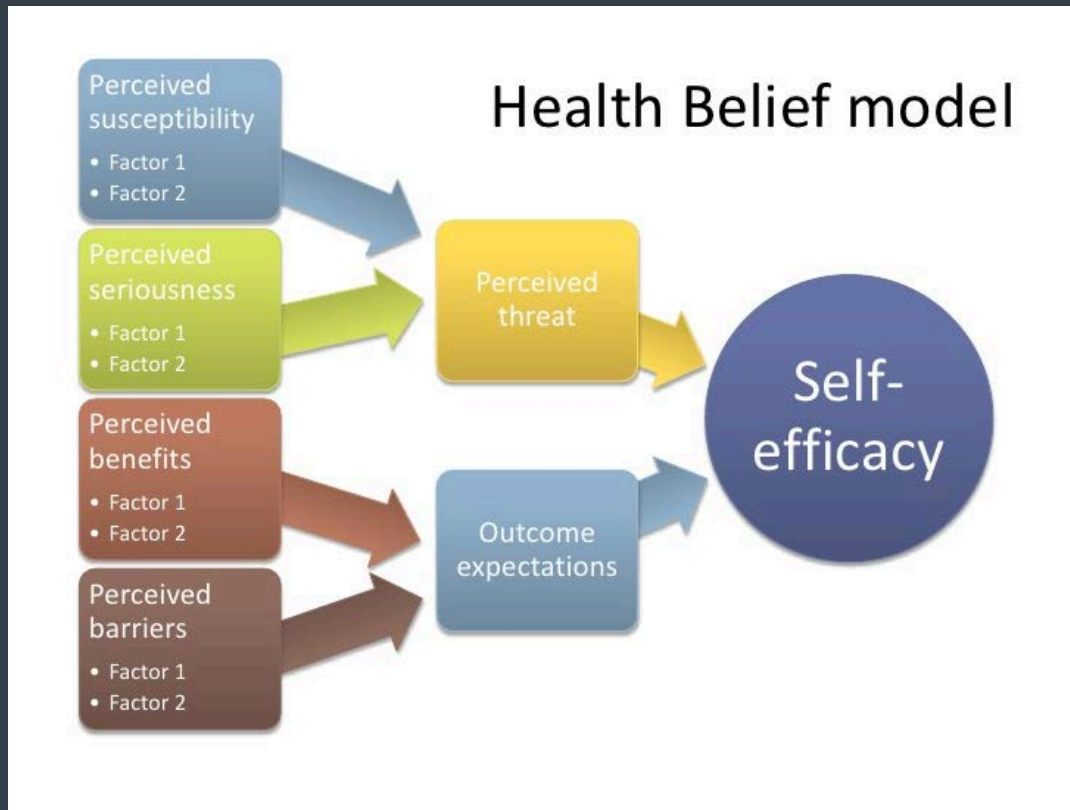 Health Belief model
Perceived
susceptibility
• Factor 1
• Factor 2
Perceived
seriousness
• Factor 1
• Factor 2
Perceived
benefits
• Factor 1
• Factor 2
Perceived
barriers
• Factor 1
• Factor 2
Perceived
threat
Outcome
expectations
Self-
efficacy